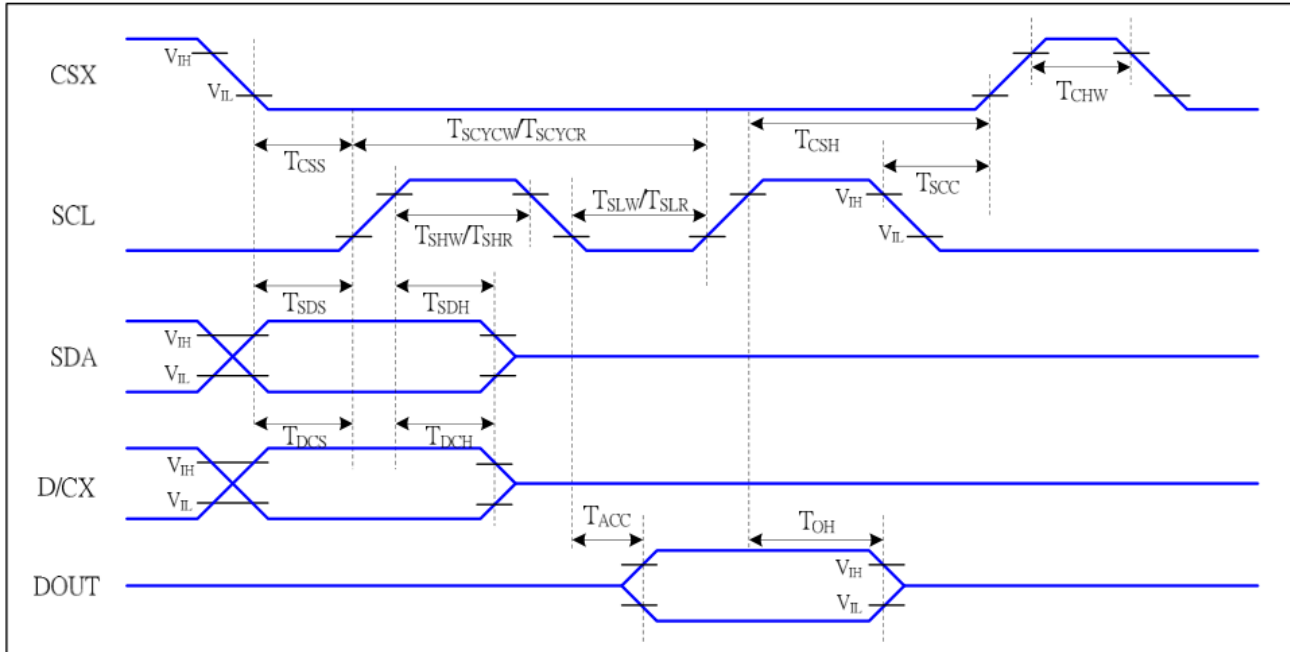 CSX
VIH
VIL
TCHW
TCSS
TSCYCW/TSCYCR
TCSH
TSCC
SCL
TSHW/TSHR
TSLW/TSLR
VIH
VIL
TSDS
TSDH
SDA
VIH
VIL
TDCS
TDCH
D/CX
VIH
VIL
TACC
TOH
DOUT
VIH
VIL